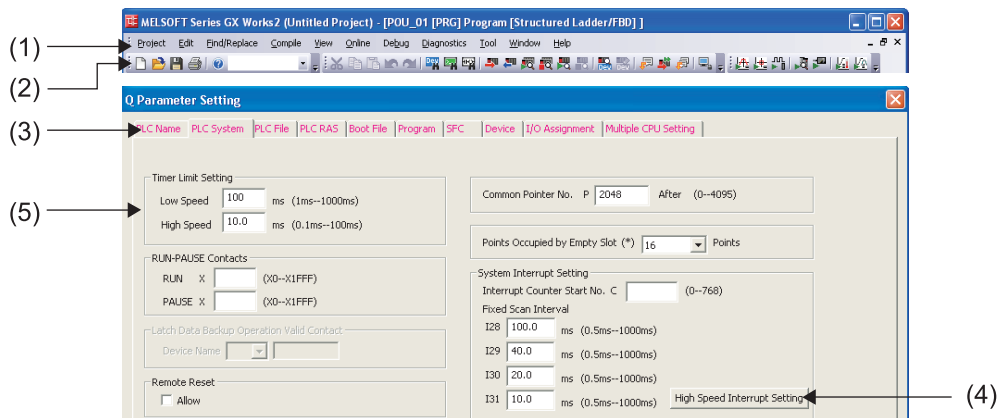 MELSOFT Series GX Works2 (Untitled Project) - [POU_01 [PRG] Program [Structured Ladder/FBD] ]
(1)
Project Edit Find/Replace Compile View Online Debug Diagnostics Tool Window Help
(2)
Q Parameter Setting
(3)
PLC Name PLC System PLC File PLC RAS Boot File Program SFC Device I/O Assignment Multiple CPU Setting
(5)
Timer Limit Setting
Low Speed 100 ms (1ms--1000ms)
High Speed 10.0 ms (0.1ms--100ms)
RUN-PAUSE Contacts
RUN X (X0--X1FFF)
PAUSE X (X0--X1FFF)
Latch Data Backup Operation Valid Contact
Device Name
Remote Reset
Allow
Common Pointer No. P 2048 After (0--4095)
Points Occupied by Empty Slot (*) 16 Points
System Interrupt Setting
Interrupt Counter Start No. C (0--768)
Fixed Scan Interval
I28 100.0 ms (0.5ms--1000ms)
I29 40.0 ms (0.5ms--1000ms)
I30 20.0 ms (0.5ms--1000ms)
I31 10.0 ms (0.5ms--1000ms)
High Speed Interrupt Setting
(4)